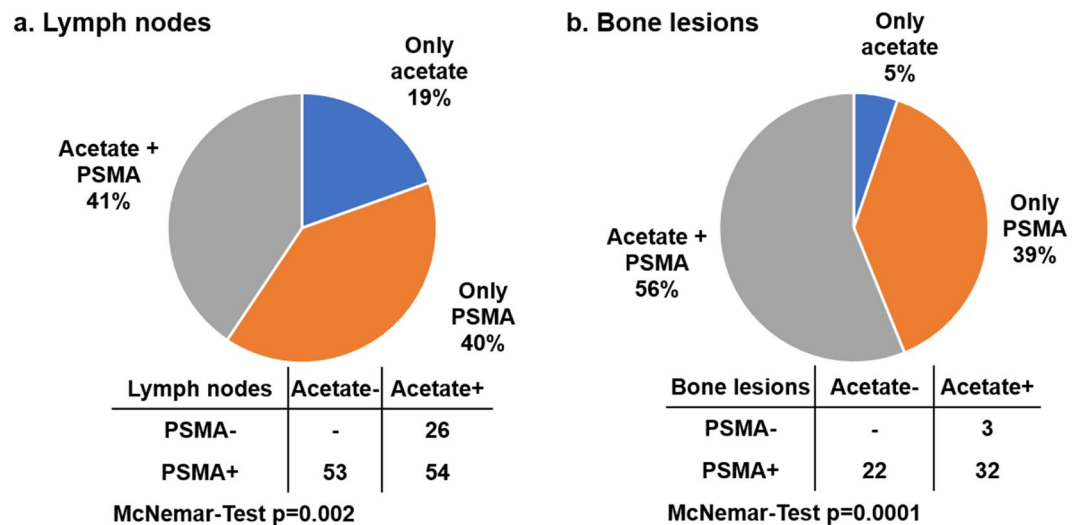 a. Lymph nodes
Only
acetate
19%
Acetate +
PSMA
41%
Only
PSMA
40%
Lymph nodes Acetate- Acetate+
PSMA- - 26
PSMA+ 53 54
McNemar-Test p=0.002
b. Bone lesions
Only
acetate
5%
Acetate +
PSMA
56%
Only
PSMA
39%
Bone lesions Acetate- Acetate+
PSMA- - 3
PSMA+ 22 32
McNemar-Test p=0.0001